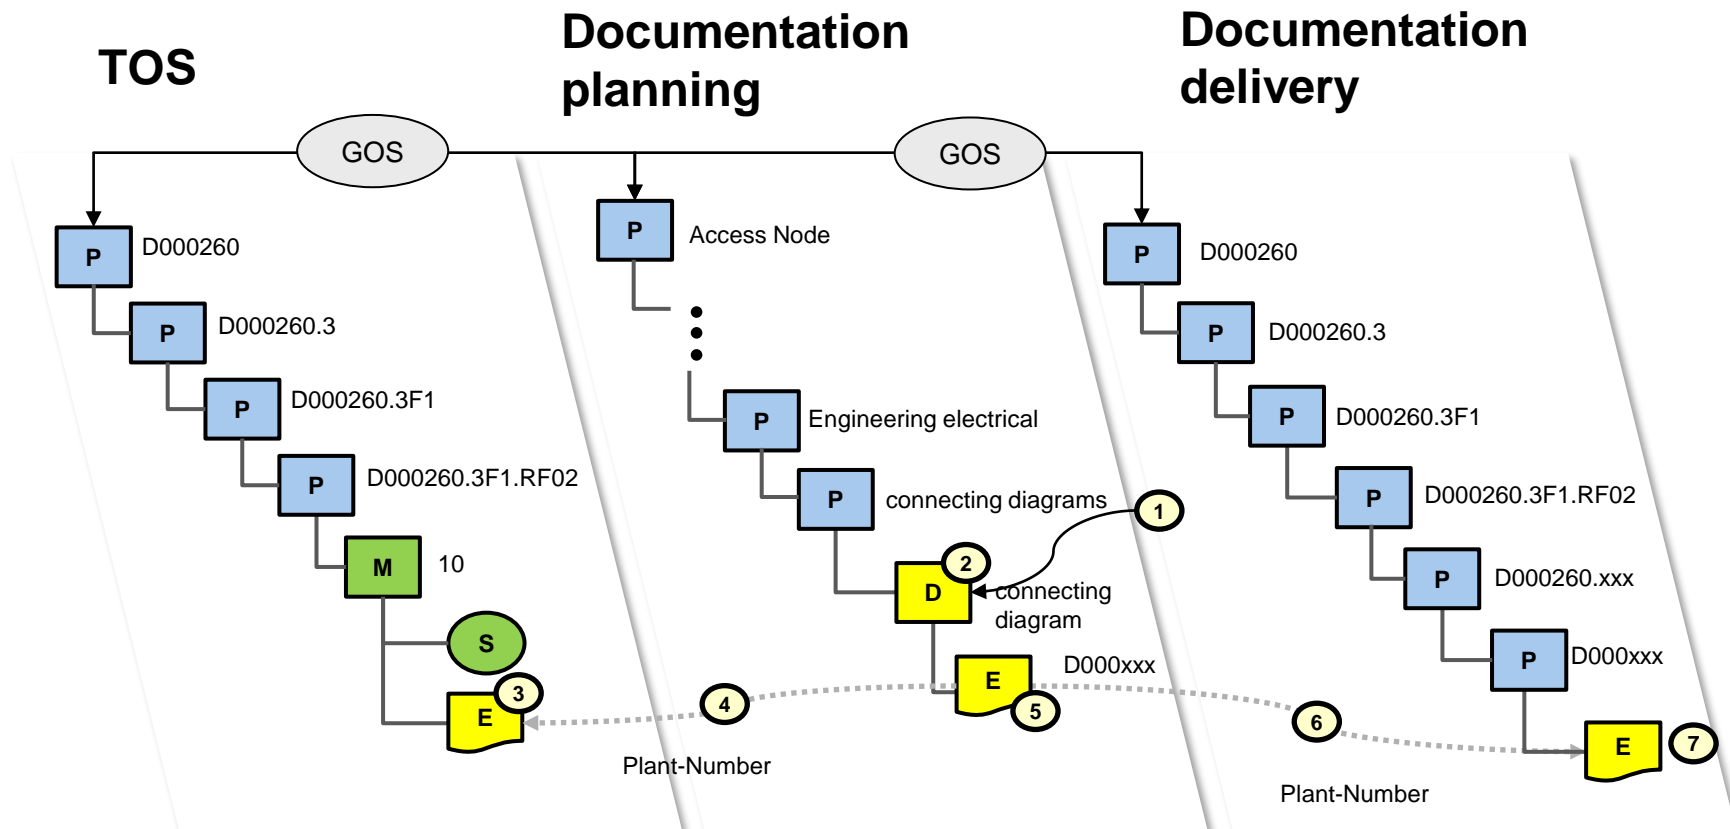 TOS
Documentation
planning
Documentation
delivery
GOS
GOS
P
D000260
P
D000260.3
P
D000260.3F1
P
D000260.3F1.RF02
M
10
S
3
E
P
Access Node
P
Engineering electrical
P
connecting diagrams
1
2
D
connecting
diagram
E
D000xxx
5
4
Plant-Number
P
D000260
P
D000260.3
P
D000260.3F1
P
D000260.3F1.RF02
P
D000260.xxx
P
D000xxx
6
E
7
Plant-Number